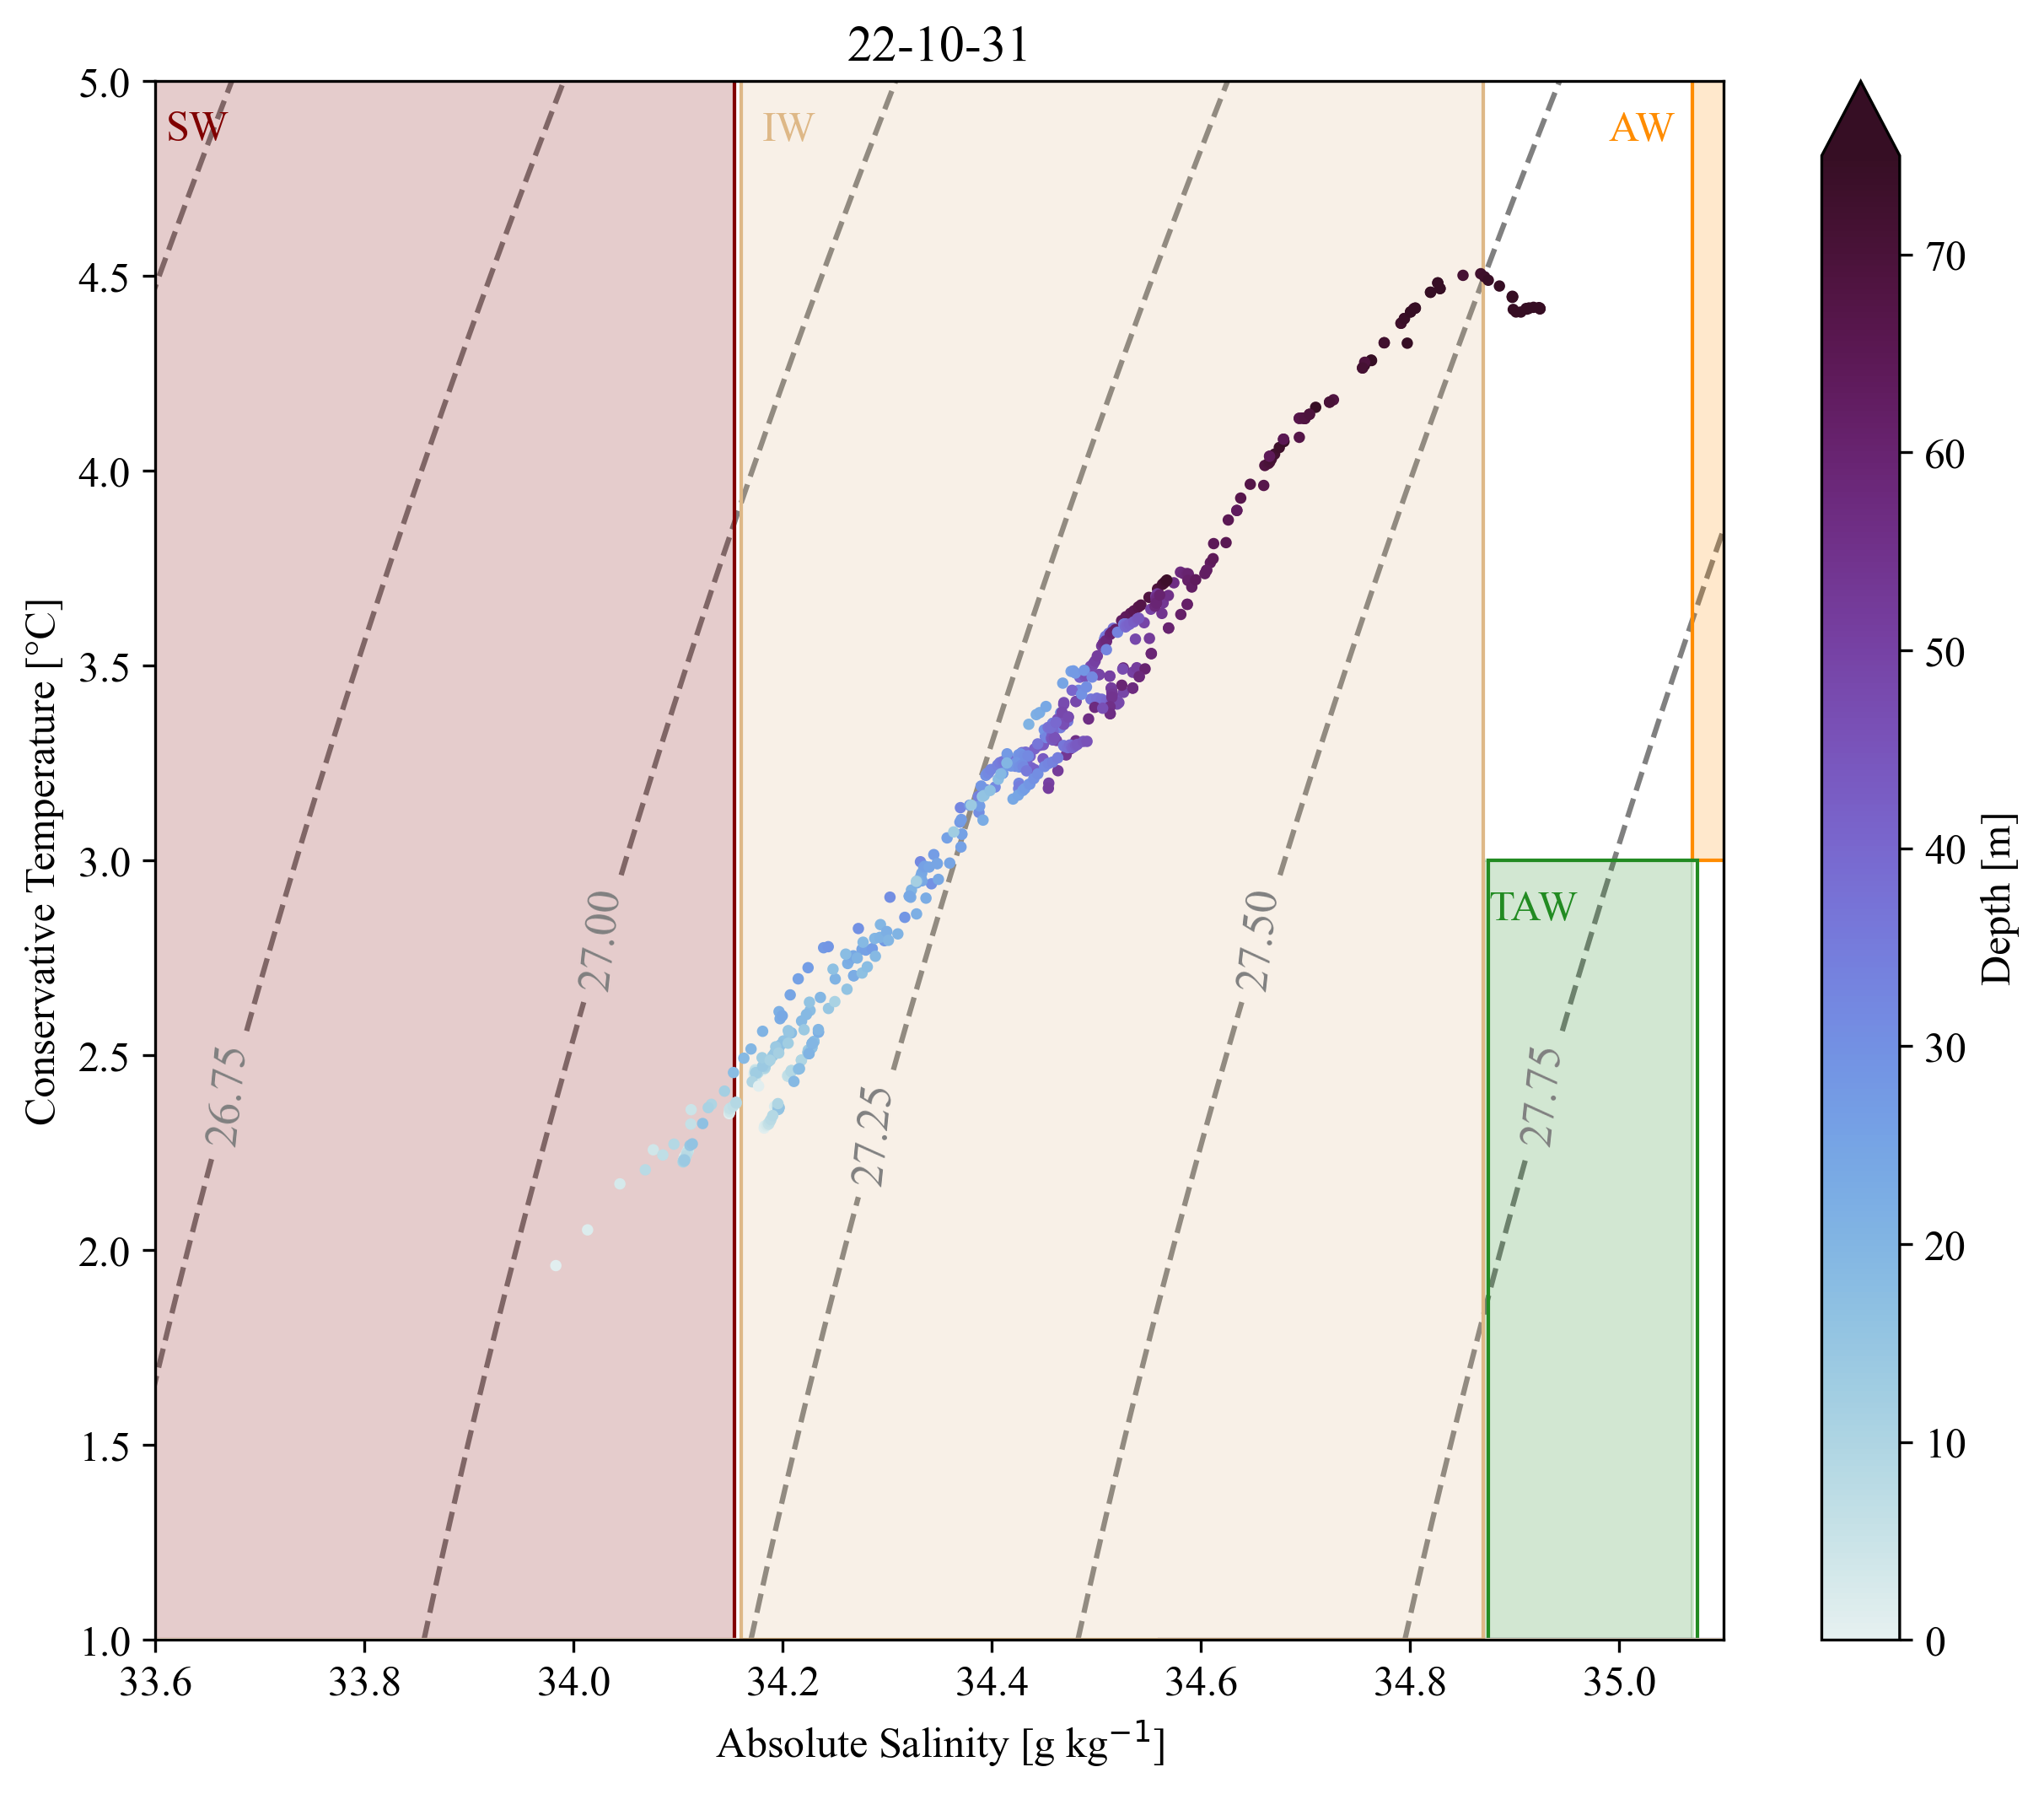 22-10-31
5.0
4.5
4.0
3.5
3.0
2.5
2.0
1.5
1.0
Conservative Temperature [°C]
SW
IW
AW
TAW
26.75
27.00
27.25
27.50
27.75
33.6 33.8 34.0 34.2 34.4 34.6 34.8 35.0
Absolute Salinity [g kg⁻¹]
70
60
50
40
30
20
10
0
Depth [m]